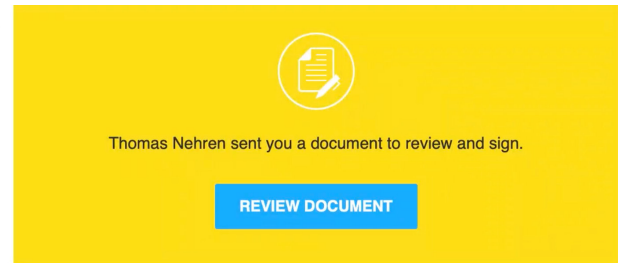 Thomas Nehren sent you a document to review and sign.
REVIEW DOCUMENT